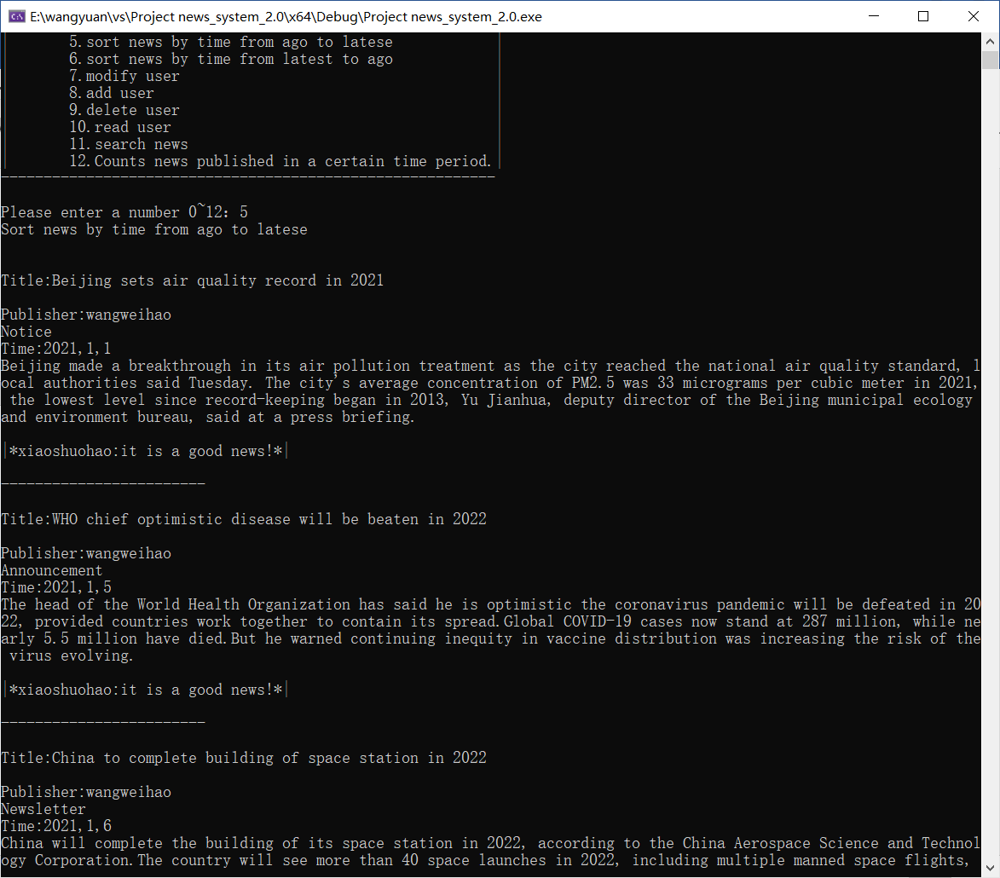 E:\wangyuan\vs\Project news_system_2.0\x64\Debug\Project news_system_2.0.exe
5.sort news by time from ago to latese
6.sort news by time from latest to ago
7.modify user
8.add user
9.delete user
10.read user
11.search news
12.Counts news published in a certain time period.
----------------------------------------------------------
Please enter a number 0~12: 5
Sort news by time from ago to latese
Title:Beijing sets air quality record in 2021
Publisher:wangweihao
Notice
Time:2021,1,1
Beijing made a breakthrough in its air pollution treatment as the city reached the national air quality standard, l
ocal authorities said Tuesday. The city's average concentration of PM2.5 was 33 micrograms per cubic meter in 2021,
 the lowest level since record-keeping began in 2013, Yu Jianhua, deputy director of the Beijing municipal ecology
and environment bureau, said at a press briefing.
|*xiaoshuohao:it is a good news!*|
------------------------
Title:WHO chief optimistic disease will be beaten in 2022
Publisher:wangweihao
Announcement
Time:2021,1,5
The head of the World Health Organization has said he is optimistic the coronavirus pandemic will be defeated in 20
22, provided countries work together to contain its spread.Global COVID-19 cases now stand at 287 million, while ne
arly 5.5 million have died.But he warned continuing inequity in vaccine distribution was increasing the risk of the
 virus evolving.
|*xiaoshuohao:it is a good news!*|
------------------------
Title:China to complete building of space station in 2022
Publisher:wangweihao
Newsletter
Time:2021,1,6
China will complete the building of its space station in 2022, according to the China Aerospace Science and Technol
ogy Corporation.The country will see more than 40 space launches in 2022, including multiple manned space flights,